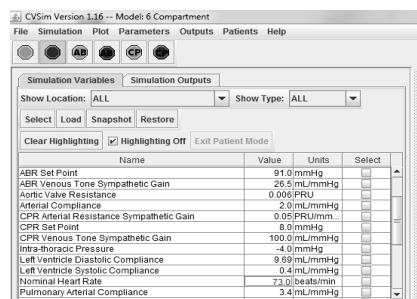 CVSim Version 1.16 -- Model: 6 Compartment
File Simulation Plot Parameters Outputs Patients Help
AB AB CP CP
Simulation Variables Simulation Outputs
Show Location: ALL Show Type: ALL
Select Load Snapshot Restore
Clear Highlighting Highlighting Off Exit Patient Mode
Name Value Units Select
ABR Set Point 91.0 mmHg
ABR Venous Tone Sympathetic Gain 26.5 mL/mmHg
Aortic Valve Resistance 0.006 PRU
Arterial Compliance 2.0 mL/mmHg
CPR Arterial Resistance Sympathetic Gain 0.05 PRU/mm...
CPR Set Point 8.0 mmHg
CPR Venous Tone Sympathetic Gain 100.0 mL/mmHg
Intra-thoracic Pressure -4.0 mmHg
Left Ventricle Diastolic Compliance 9.69 mL/mmHg
Left Ventricle Systolic Compliance 0.4 mL/mmHg
Nominal Heart Rate 73.0 beats/min
Pulmonary Arterial Compliance 3.4 mL/mmHg